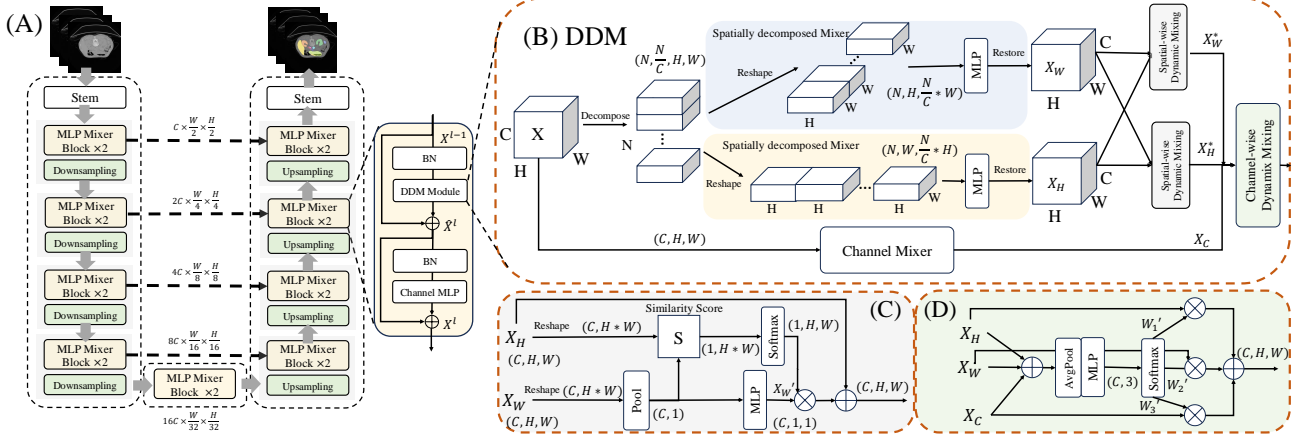 (A)
Stem
MLP Mixer
Block ×2
Downsampling
MLP Mixer
Block ×2
Downsampling
MLP Mixer
Block ×2
Downsampling
MLP Mixer
Block ×2
Downsampling
C × W/2 × H/2
2C × W/4 × H/4
4C × W/8 × H/8
8C × W/16 × H/16
MLP Mixer
Block ×2
16C × W/32 × H/32
Stem
MLP Mixer
Block ×2
Upsampling
MLP Mixer
Block ×2
Upsampling
MLP Mixer
Block ×2
Upsampling
MLP Mixer
Block ×2
Upsampling
X^{l−1}
BN
DDM Module
X̂^l
BN
Channel MLP
X^l
(B) DDM
C
X
H
W
Decompose
(N, N/C, H, W)
N
Spatially decomposed Mixer
Reshape
W
W
W
H
(N, H, N/C * W)
MLP
Restore
X_W
C
H
W
Spatially decomposed Mixer
Reshape
H
H
H
W
(N, W, N/C * H)
MLP
Restore
X_H
C
H
W
Spatial-wise
Dynamic Mixing
X_W^*
Spatial-wise
Dynamic Mixing
X_H^*
Channel-wise
Dynamix Mixing
(C, H, W)
Channel Mixer
X_C
(C)
X_H
(C, H, W)
Reshape
(C, H * W)
Similarity Score
S
(1, H * W)
Softmax
(1, H, W)
X_W
(C, H, W)
Reshape
(C, H * W)
Pool
(C, 1)
MLP
X_W′
(C, 1, 1)
(C, H, W)
(D)
X_H
X_W
X_C
AvgPool
MLP
(C, 3)
Softmax
W_1′
W_2′
W_3′
(C, H, W)